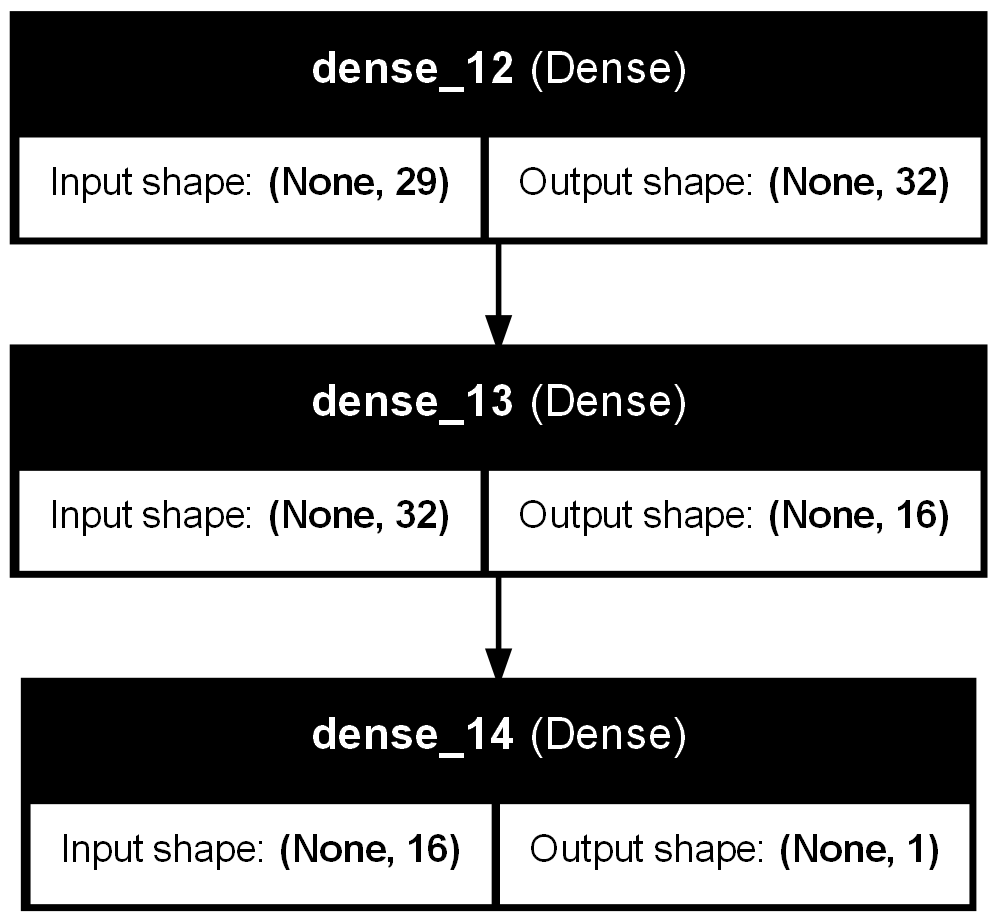 dense_12 (Dense)
Input shape: (None, 29) Output shape: (None, 32)
dense_13 (Dense)
Input shape: (None, 32) Output shape: (None, 16)
dense_14 (Dense)
Input shape: (None, 16) Output shape: (None, 1)